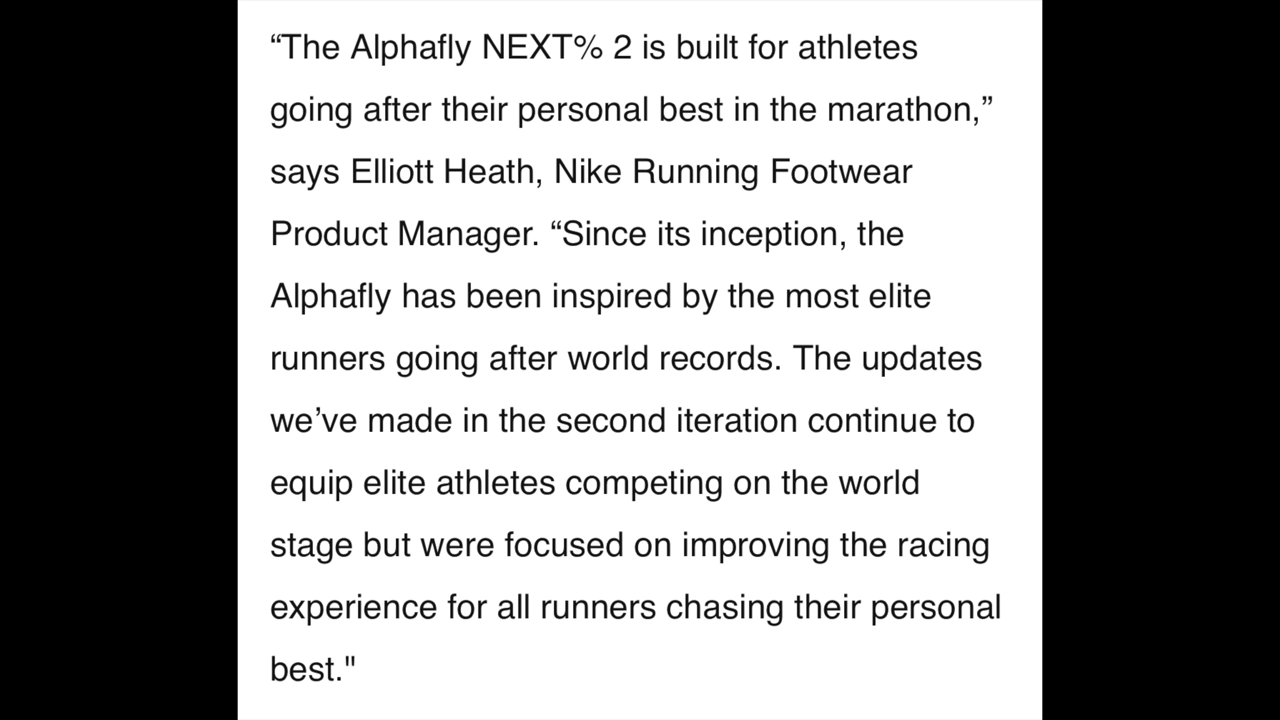 “The Alphafly NEXT% 2 is built for athletes
going after their personal best in the marathon,”
says Elliott Heath, Nike Running Footwear
Product Manager. “Since its inception, the
Alphafly has been inspired by the most elite
runners going after world records. The updates
we’ve made in the second iteration continue to
equip elite athletes competing on the world
stage but were focused on improving the racing
experience for all runners chasing their personal
best."